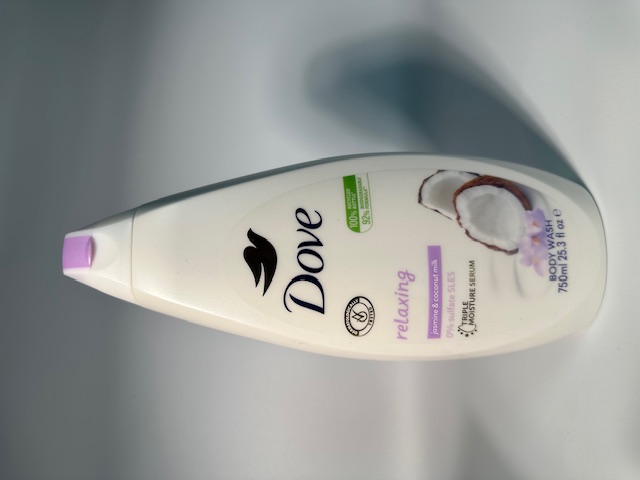 Dove
DERMATOLOGICALLY
TESTED
100% RECYCLED BOTTLE*
92% BIODEGRADABLE FORMULA**
relaxing
jasmine & coconut milk
0% sulfate SLES
TRIPLE
MOISTURE SERUM
BODY WASH
750ml 25.3 fl oz ℮